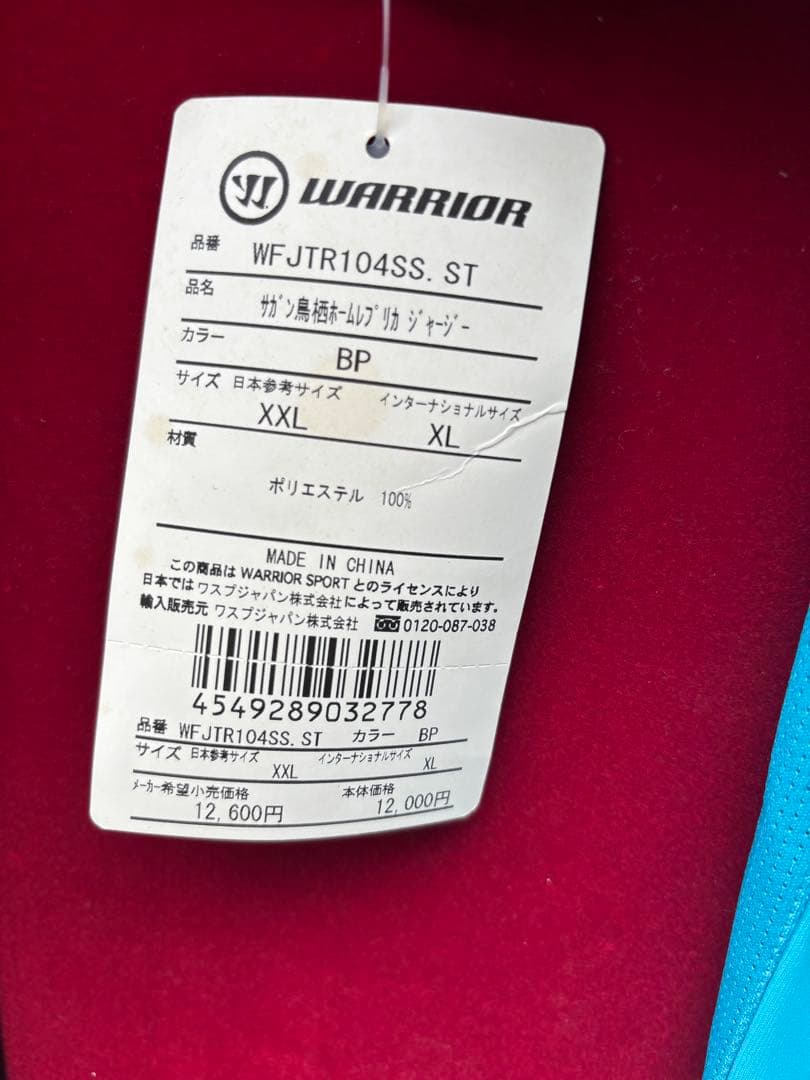 WARRIOR
品番 WFJTR104SS.ST
品名 サガン鳥栖ホームレプリカ ジャージー
カラー BP
サイズ 日本参考サイズ インターナショナルサイズ
XXL XL
材質
ポリエステル 100%
MADE IN CHINA
この商品は WARRIOR SPORT とのライセンスにより
日本ではワスプジャパン株式会社によって販売されています。
輸入販売元 ワスプジャパン株式会社 0120-087-038
4549289032778
品番 WFJTR104SS.ST カラー BP
サイズ 日本参考サイズ インターナショナルサイズ
XXL XL
メーカー希望小売価格 本体価格
12,600円 12,000円